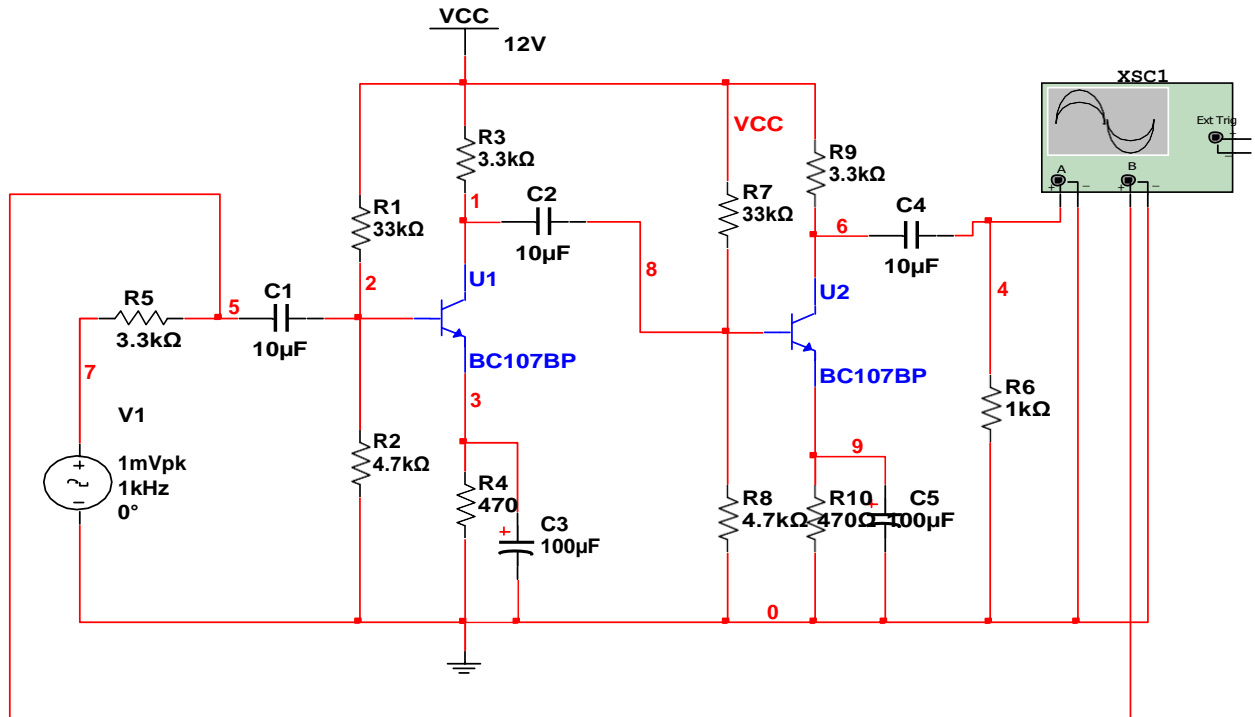 VCC
12V
XSC1
Ext Trig
+
_
A
B
+
_
+
_
R3
3.3kΩ
VCC
R9
3.3kΩ
1
C2
10µF
R1
33kΩ
R7
33kΩ
6
C4
10µF
2
U1
8
U2
4
R5
3.3kΩ
5
C1
10µF
7
BC107BP
BC107BP
R6
1kΩ
3
V1
1mVpk
1kHz
0°
R2
4.7kΩ
R4
470
+
C3
100µF
9
R8
4.7kΩ
R10
470Ω
+
C5
100µF
0